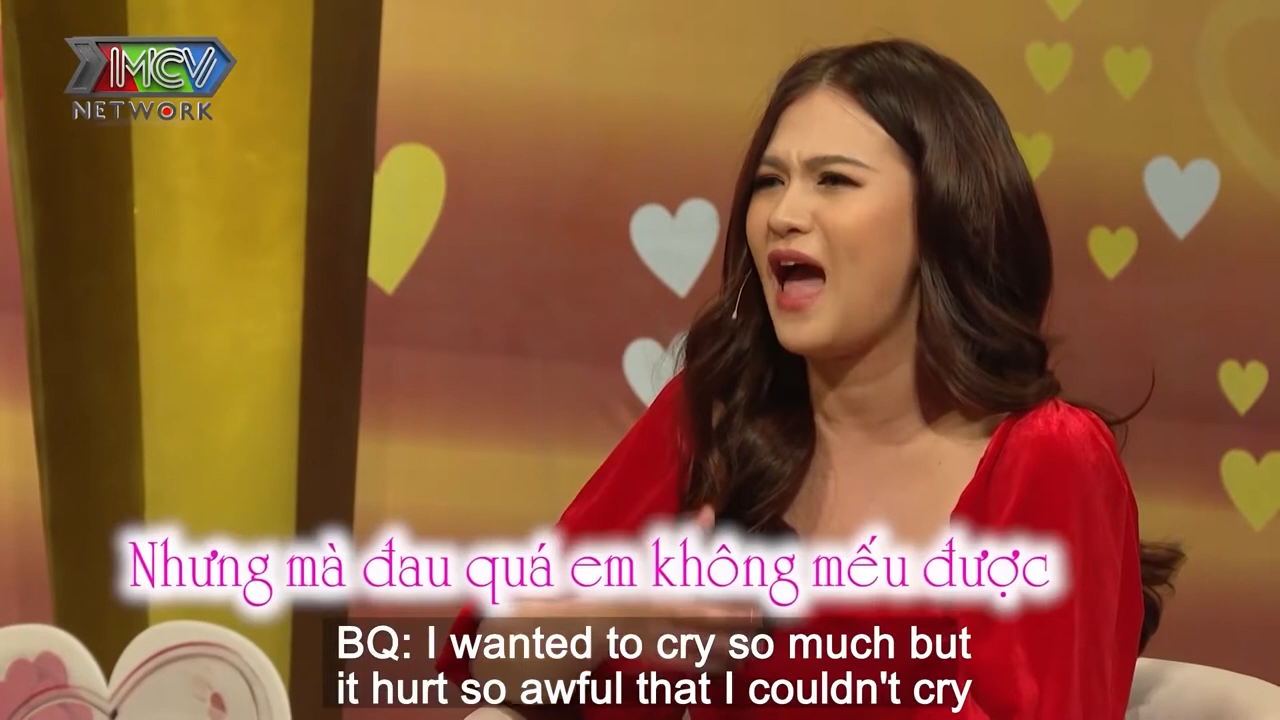 MCV
NETWORK
Nhưng mà đau quá em không mếu được
BQ: I wanted to cry so much but
it hurt so awful that I couldn't cry